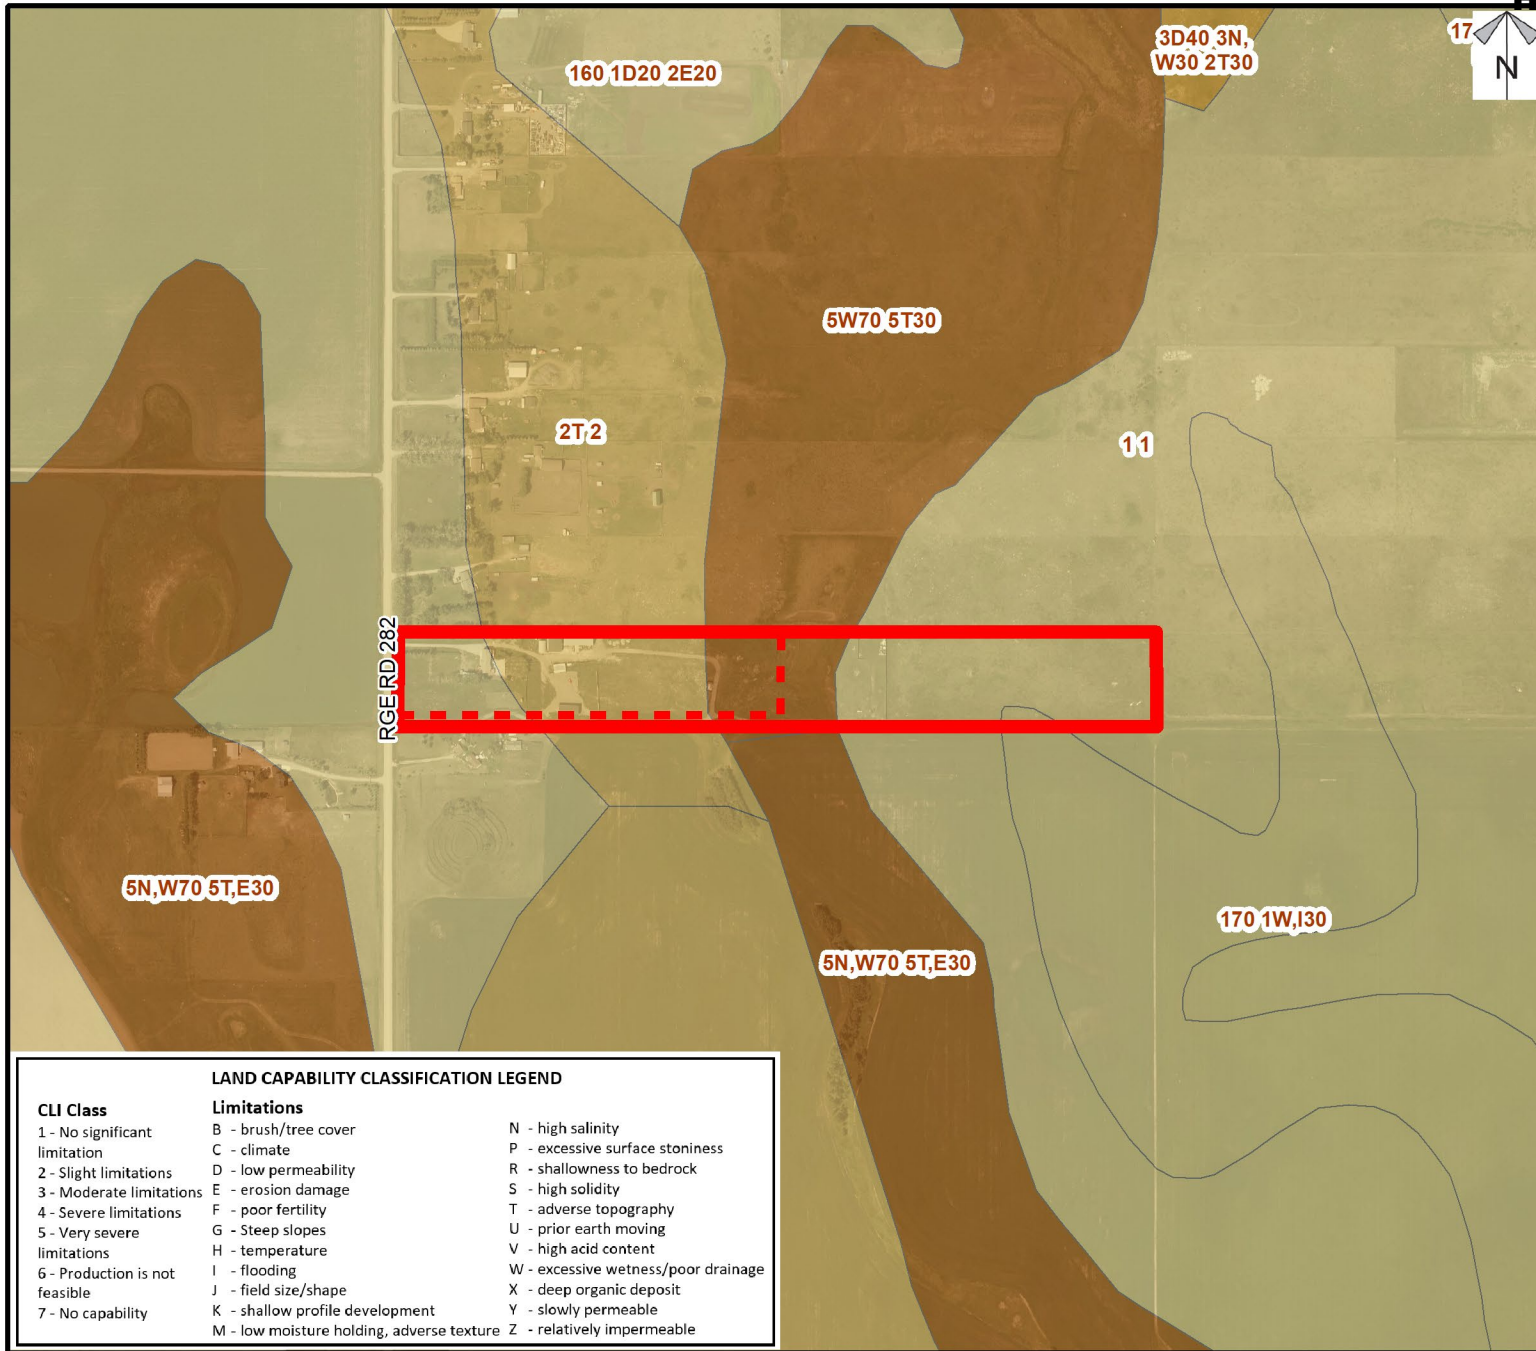 160 1D20 2E20
3D40 3N,
W30 2T30
17
N
5W70 5T30
2T 2
1 1
RGE RD 282
5N,W70 5T,E30
170 1W,I30
5N,W70 5T,E30
LAND CAPABILITY CLASSIFICATION LEGEND
CLI Class
1 - No significant
limitation
2 - Slight limitations
3 - Moderate limitations
4 - Severe limitations
5 - Very severe
limitations
6 - Production is not
feasible
7 - No capability
Limitations
B - brush/tree cover
C - climate
D - low permeability
E - erosion damage
F - poor fertility
G - Steep slopes
H - temperature
I - flooding
J - field size/shape
K - shallow profile development
M - low moisture holding, adverse texture
N - high salinity
P - excessive surface stoniness
R - shallowness to bedrock
S - high solidity
T - adverse topography
U - prior earth moving
V - high acid content
W - excessive wetness/poor drainage
X - deep organic deposit
Y - slowly permeable
Z - relatively impermeable